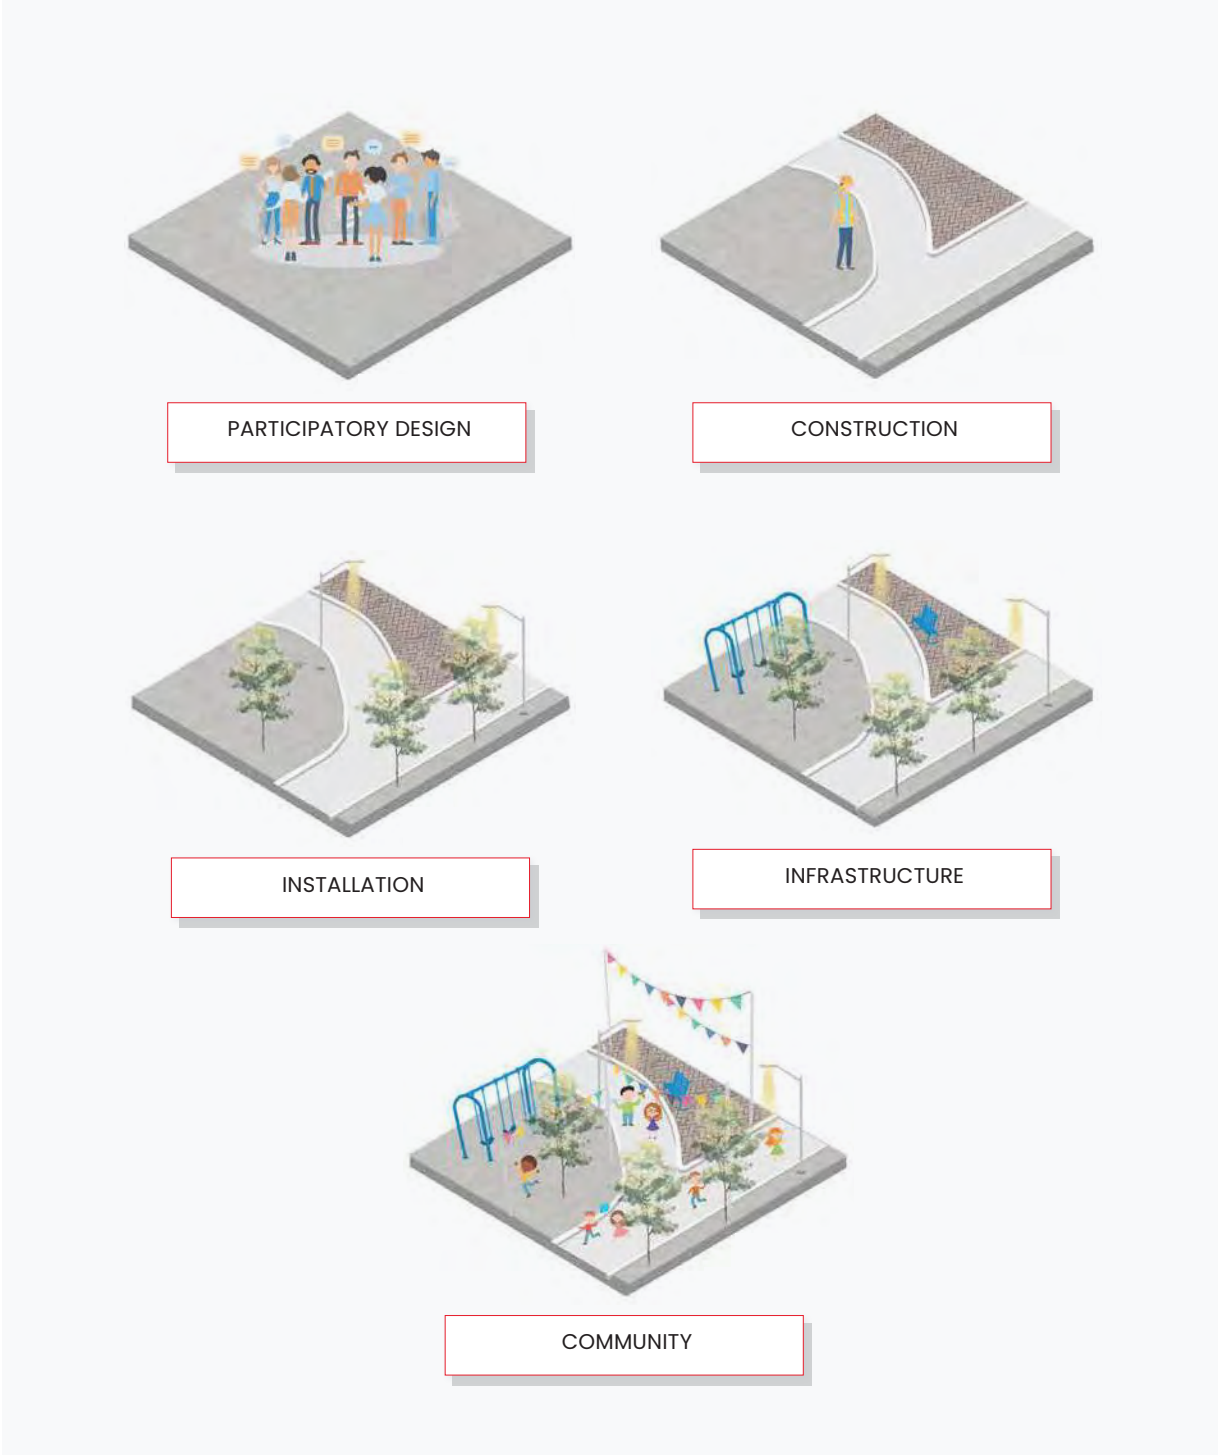 PARTICIPATORY DESIGN
CONSTRUCTION
INSTALLATION
INFRASTRUCTURE
COMMUNITY